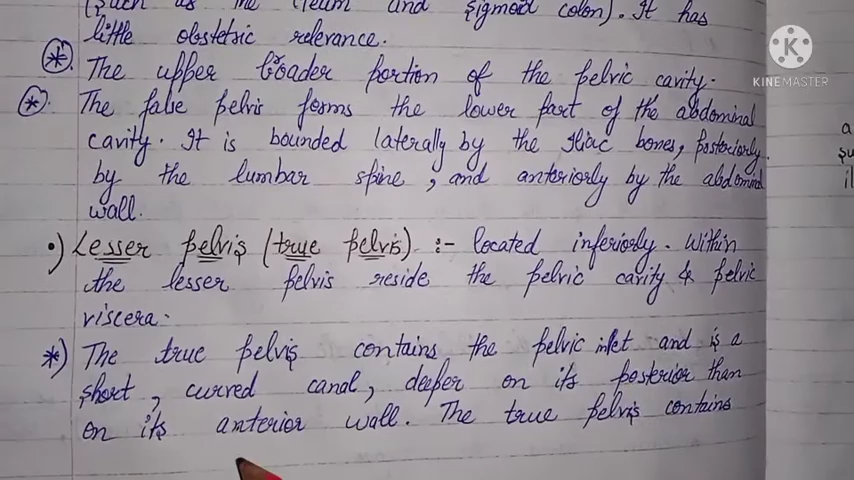 (such as the ileum and sigmoid colon). It has
little obstetric relevance.
* The upper broader portion of the pelvic cavity.
* The false pelvis forms the lower part of the abdominal
cavity. It is bounded laterally by the iliac bones, posteriorly
by the lumbar spine, and anteriorly by the abdominal
wall.
•) Lesser pelvis (true pelvis) :- located inferiorly. Within
the lesser pelvis reside the pelvic cavity & pelvic
viscera.
*) The true pelvis contains the pelvic inlet and is a
short, curved canal, deeper on its posterior than
on its anterior wall. The true pelvis contains
KINEMASTER